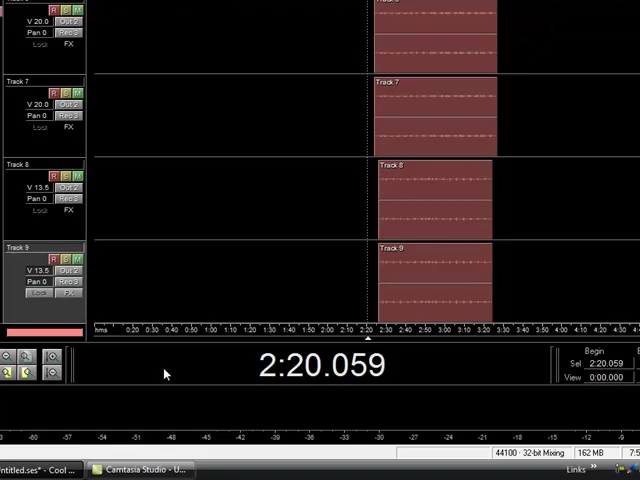 R S M
V 20.0 Out 2
Pan 0 Rec 3
Lock FX
Track 7
R S M
V 20.0 Out 2
Pan 0 Rec 3
Lock FX
Track 7
Track 8
R S M
V 13.5 Out 2
Pan 0 Rec 3
Lock FX
Track 8
Track 9
R S M
V 13.5 Out 2
Pan 0 Rec 3
Lock FX
Track 9
hms 0:20 0:30 0:40 0:50 1:00 1:10 1:20 1:30 1:40 1:50 2:00 2:10 2:20 2:30 2:40 2:50 3:00 3:10 3:20 3:30 3:40 3:50 4:00 4:10 4:20 4:30
2:20.059
Begin
Sel 2:20.059
View 0:00.000
-60 -57 -54 -51 -48 -45 -42 -39 -36 -33 -30 -27 -24 -21 -18 -15 -12 -9
44100 · 32-bit Mixing 162 MB
ntitled.ses* - Cool ... Camtasia Studio - U... Links »